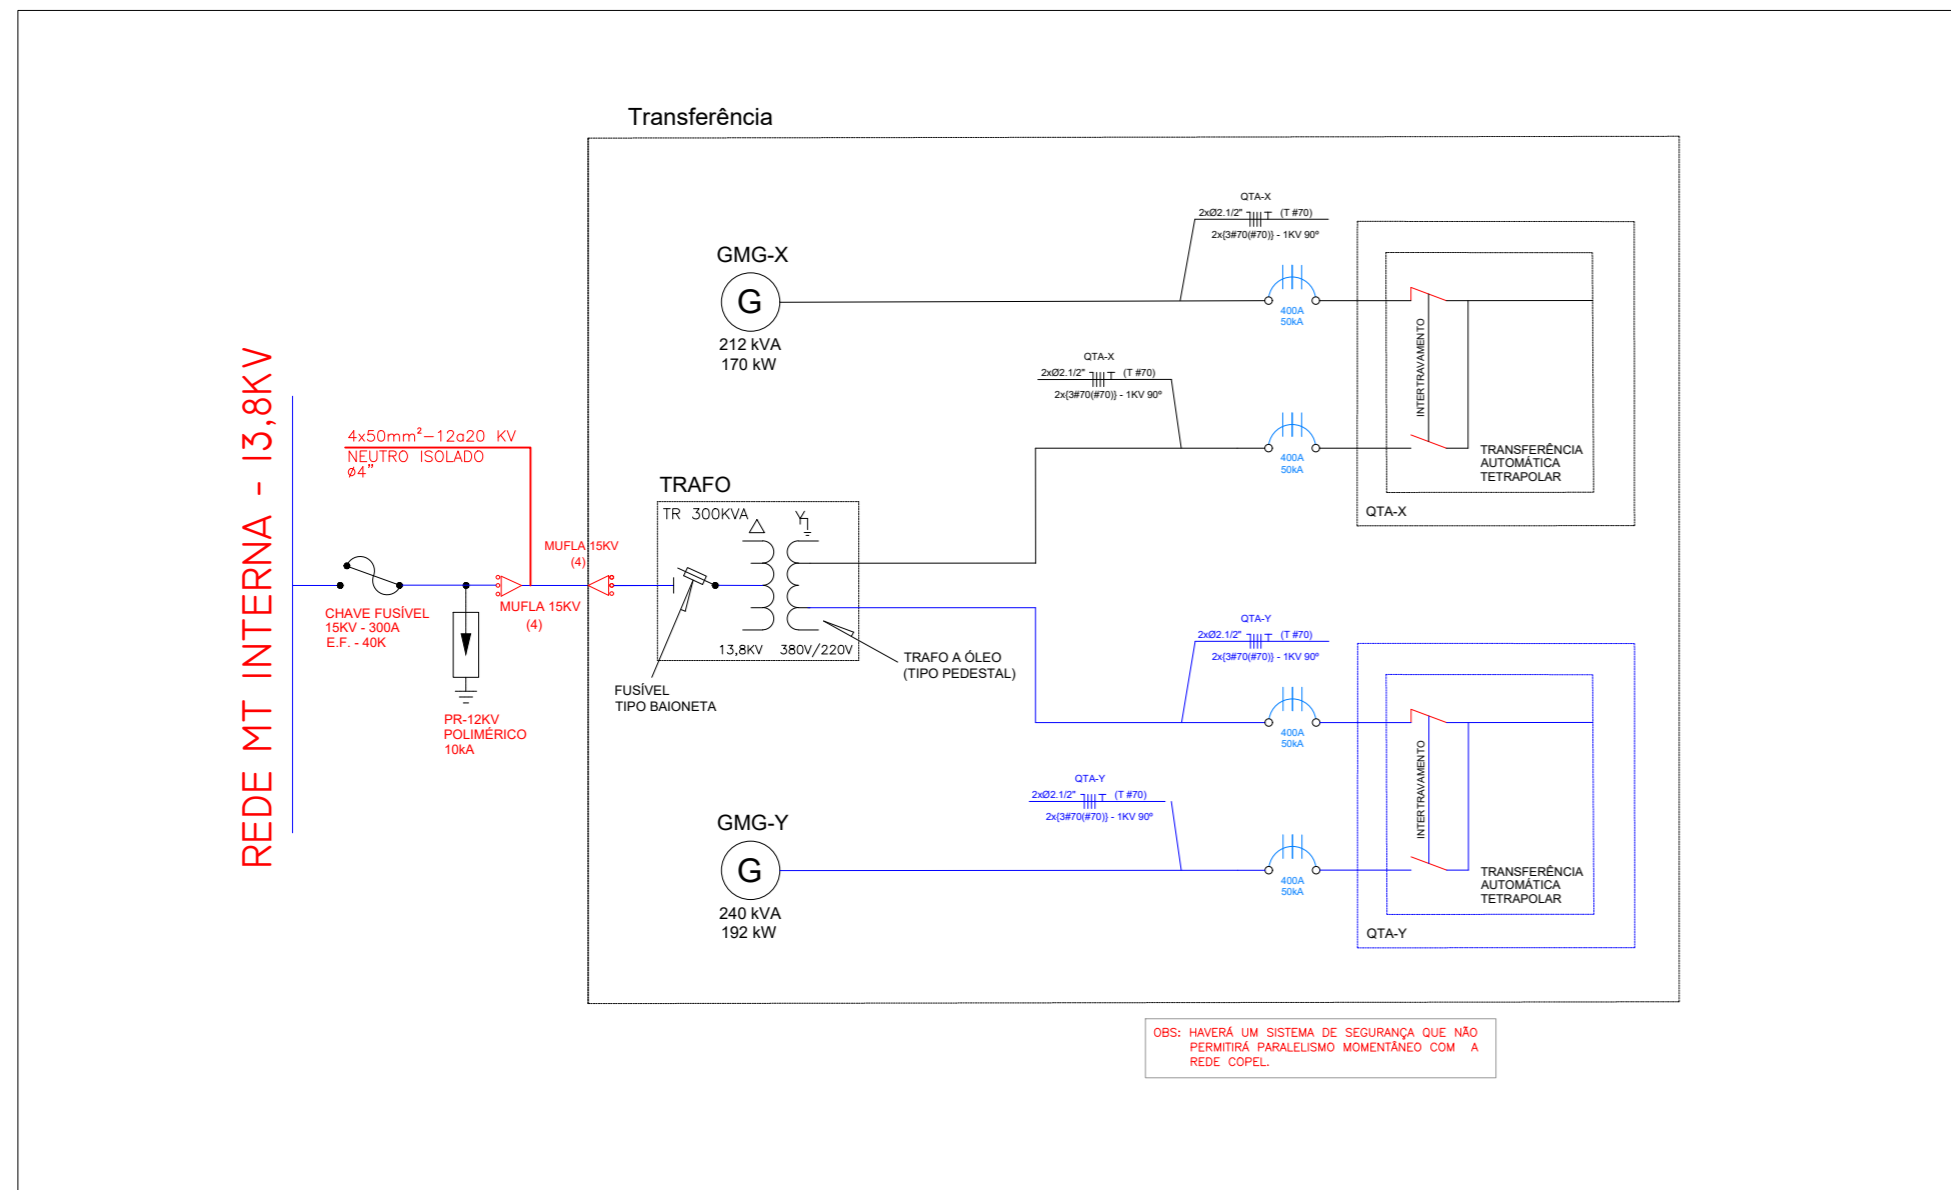 Transferência
REDE MT INTERNA - 13,8KV
4x50mm²-12a20 KV
NEUTRO ISOLADO
ø4"
CHAVE FUSÍVEL
15KV - 300A
E.F. - 40K
PR-12KV
POLIMÉRICO
10kA
MUFLA 15KV
(4)
MUFLA 15KV
(4)
GMG-X
G
212 kVA
170 kW
TRAFO
TR 300KVA
Y
13,8KV
380V/220V
FUSÍVEL
TIPO BAIONETA
TRAFO A ÓLEO
(TIPO PEDESTAL)
GMG-Y
G
240 kVA
192 kW
QTA-X
2xØ2.1/2" (T #70)
2x{3#70(#70)} - 1KV 90º
400A
50kA
QTA-X
2xØ2.1/2" (T #70)
2x{3#70(#70)} - 1KV 90º
400A
50kA
INTERTRAVAMENTO
TRANSFERÊNCIA
AUTOMÁTICA
TETRAPOLAR
QTA-X
QTA-Y
2xØ2.1/2" (T #70)
2x{3#70(#70)} - 1KV 90º
400A
50kA
QTA-Y
2xØ2.1/2" (T #70)
2x{3#70(#70)} - 1KV 90º
400A
50kA
INTERTRAVAMENTO
TRANSFERÊNCIA
AUTOMÁTICA
TETRAPOLAR
QTA-Y
OBS: HAVERÁ UM SISTEMA DE SEGURANÇA QUE NÃO
PERMITIRÁ PARALELISMO MOMENTÂNEO COM A
REDE COPEL.